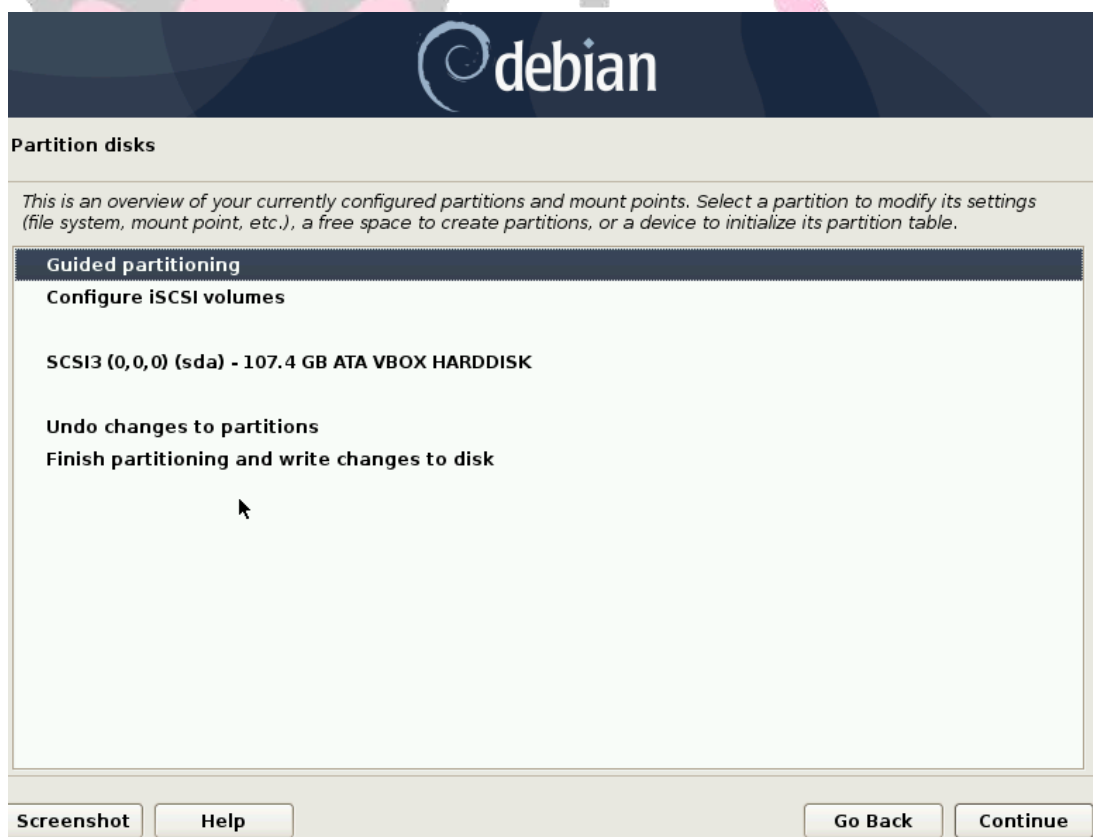 debian
Partition disks
This is an overview of your currently configured partitions and mount points. Select a partition to modify its settings
(file system, mount point, etc.), a free space to create partitions, or a device to initialize its partition table.
Guided partitioning
Configure iSCSI volumes
SCSI3 (0,0,0) (sda) - 107.4 GB ATA VBOX HARDDISK
Undo changes to partitions
Finish partitioning and write changes to disk
Screenshot Help Go Back Continue